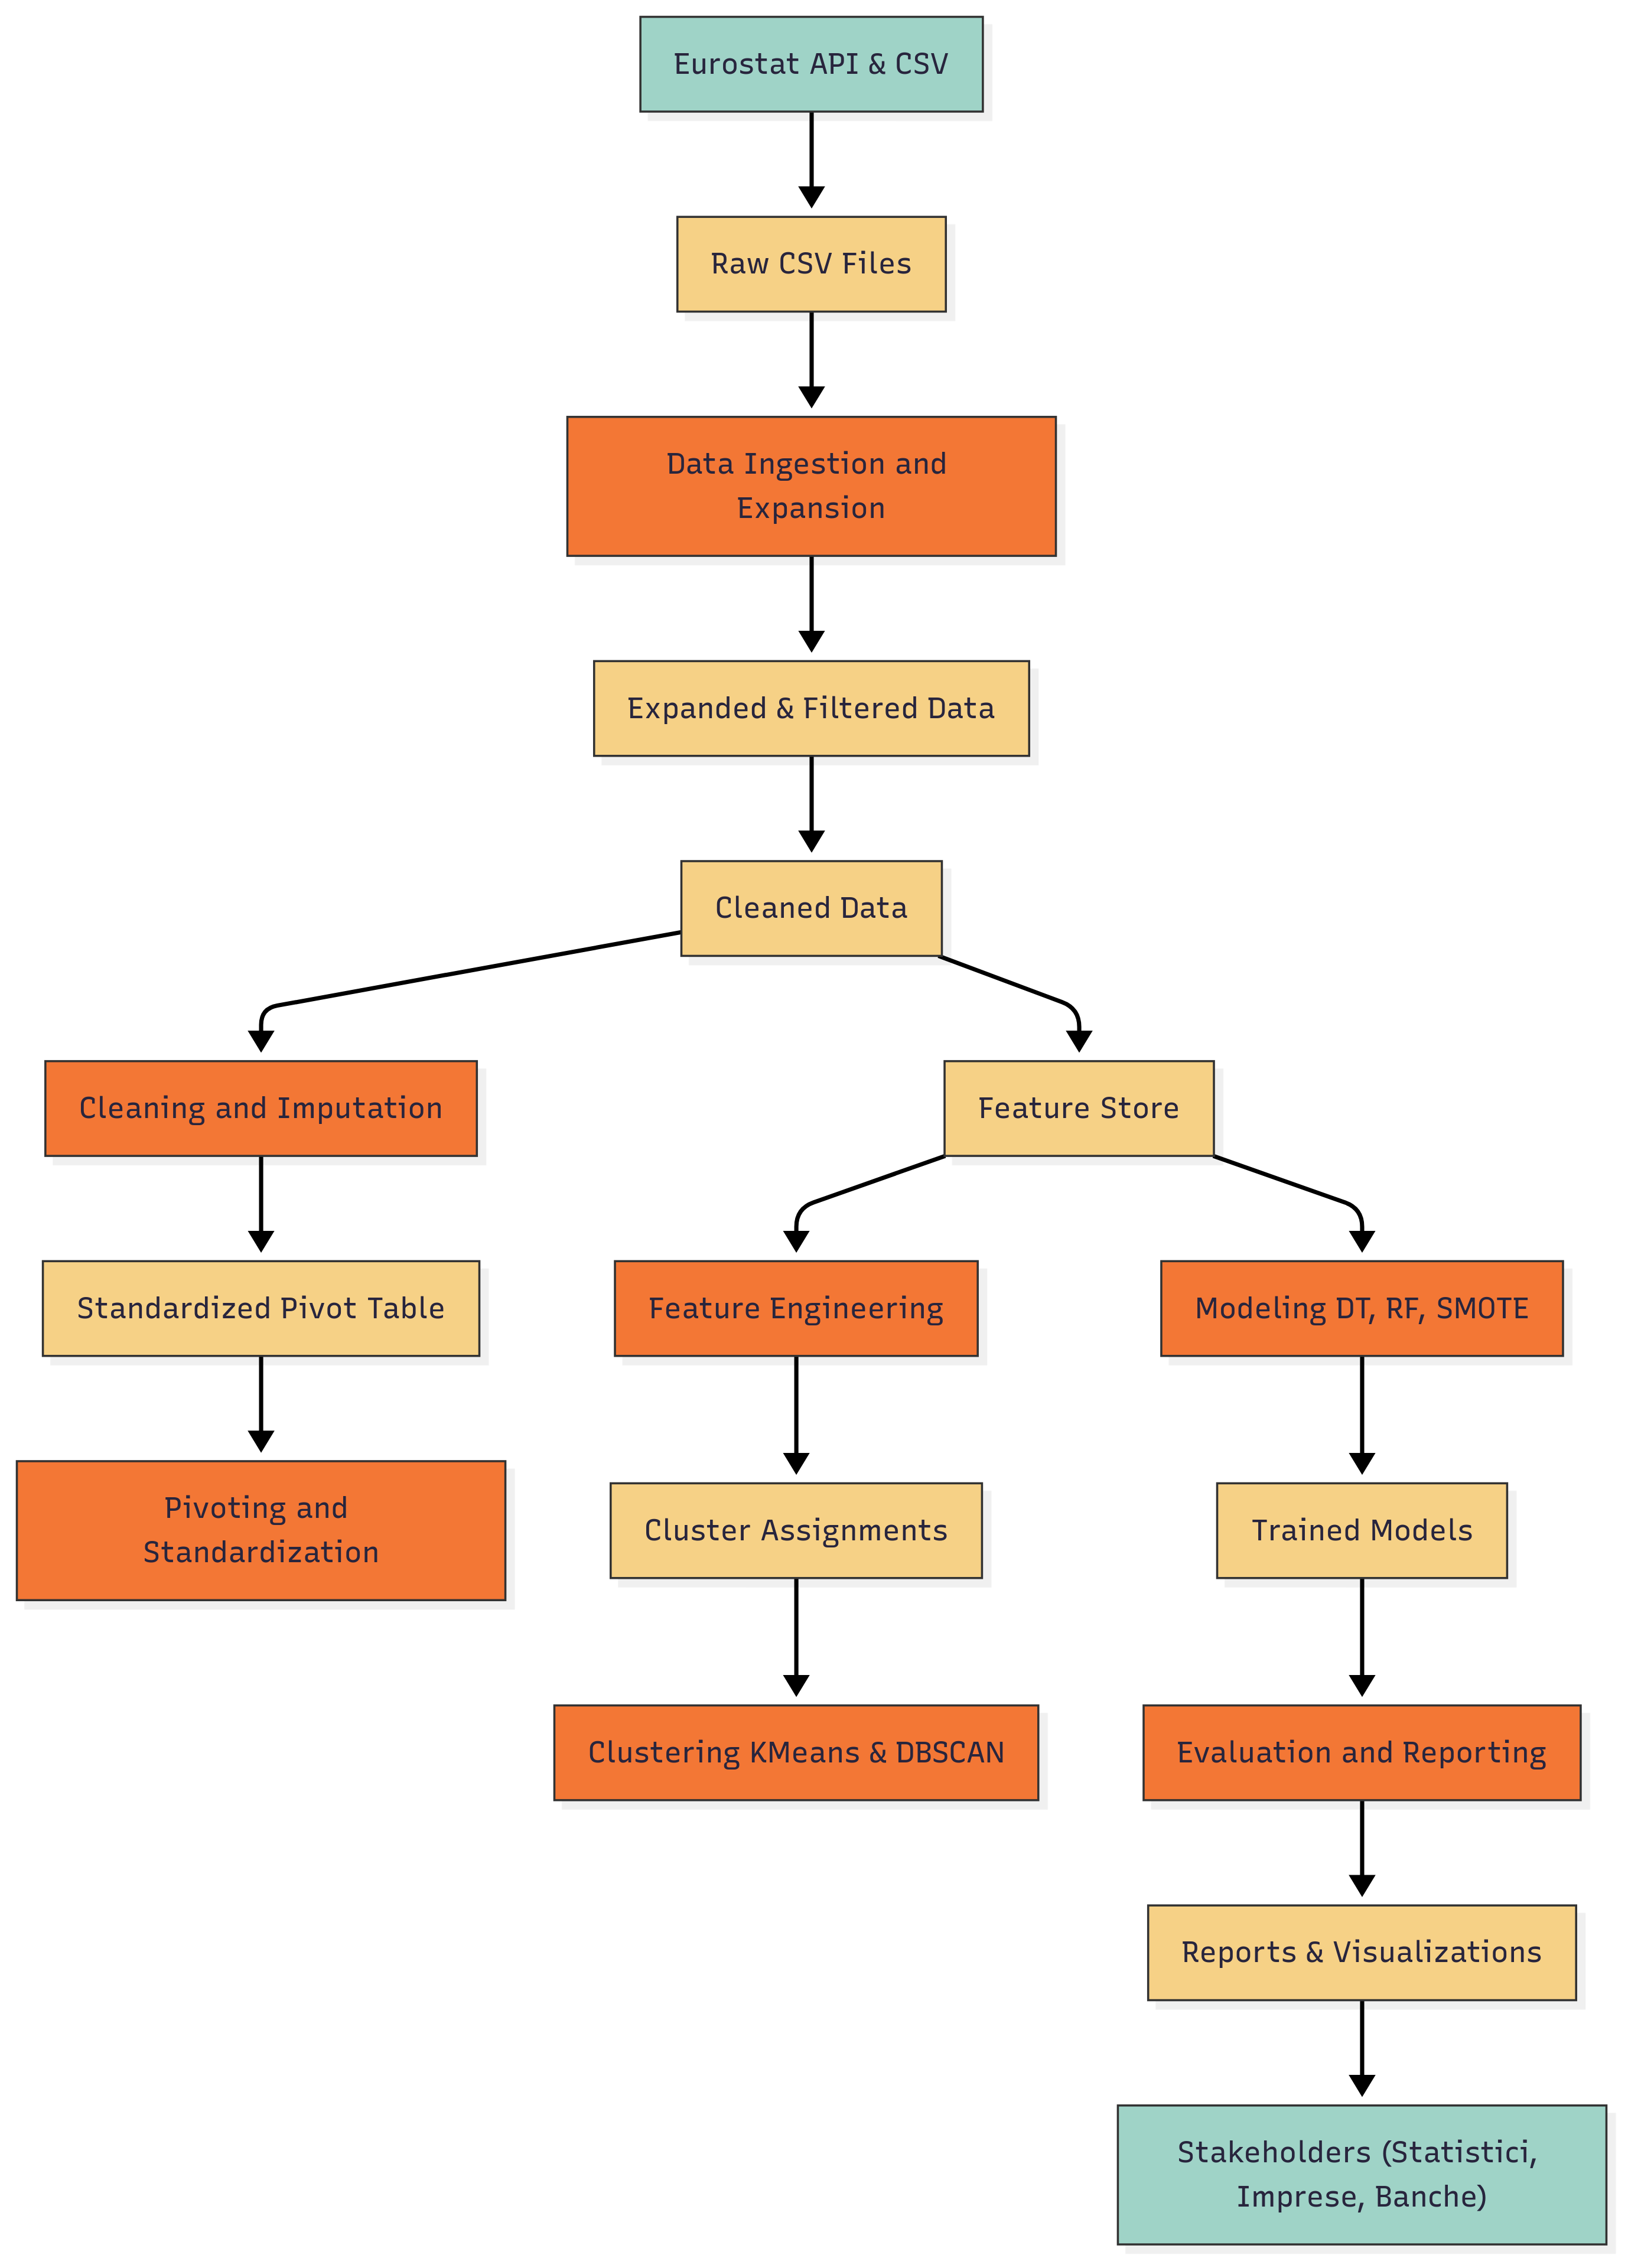 Eurostat API & CSV
Raw CSV Files
Data Ingestion and
Expansion
Expanded & Filtered Data
Cleaned Data
Cleaning and Imputation
Feature Store
Standardized Pivot Table
Feature Engineering
Modeling DT, RF, SMOTE
Pivoting and
Standardization
Cluster Assignments
Trained Models
Clustering KMeans & DBSCAN
Evaluation and Reporting
Reports & Visualizations
Stakeholders (Statistici,
Imprese, Banche)